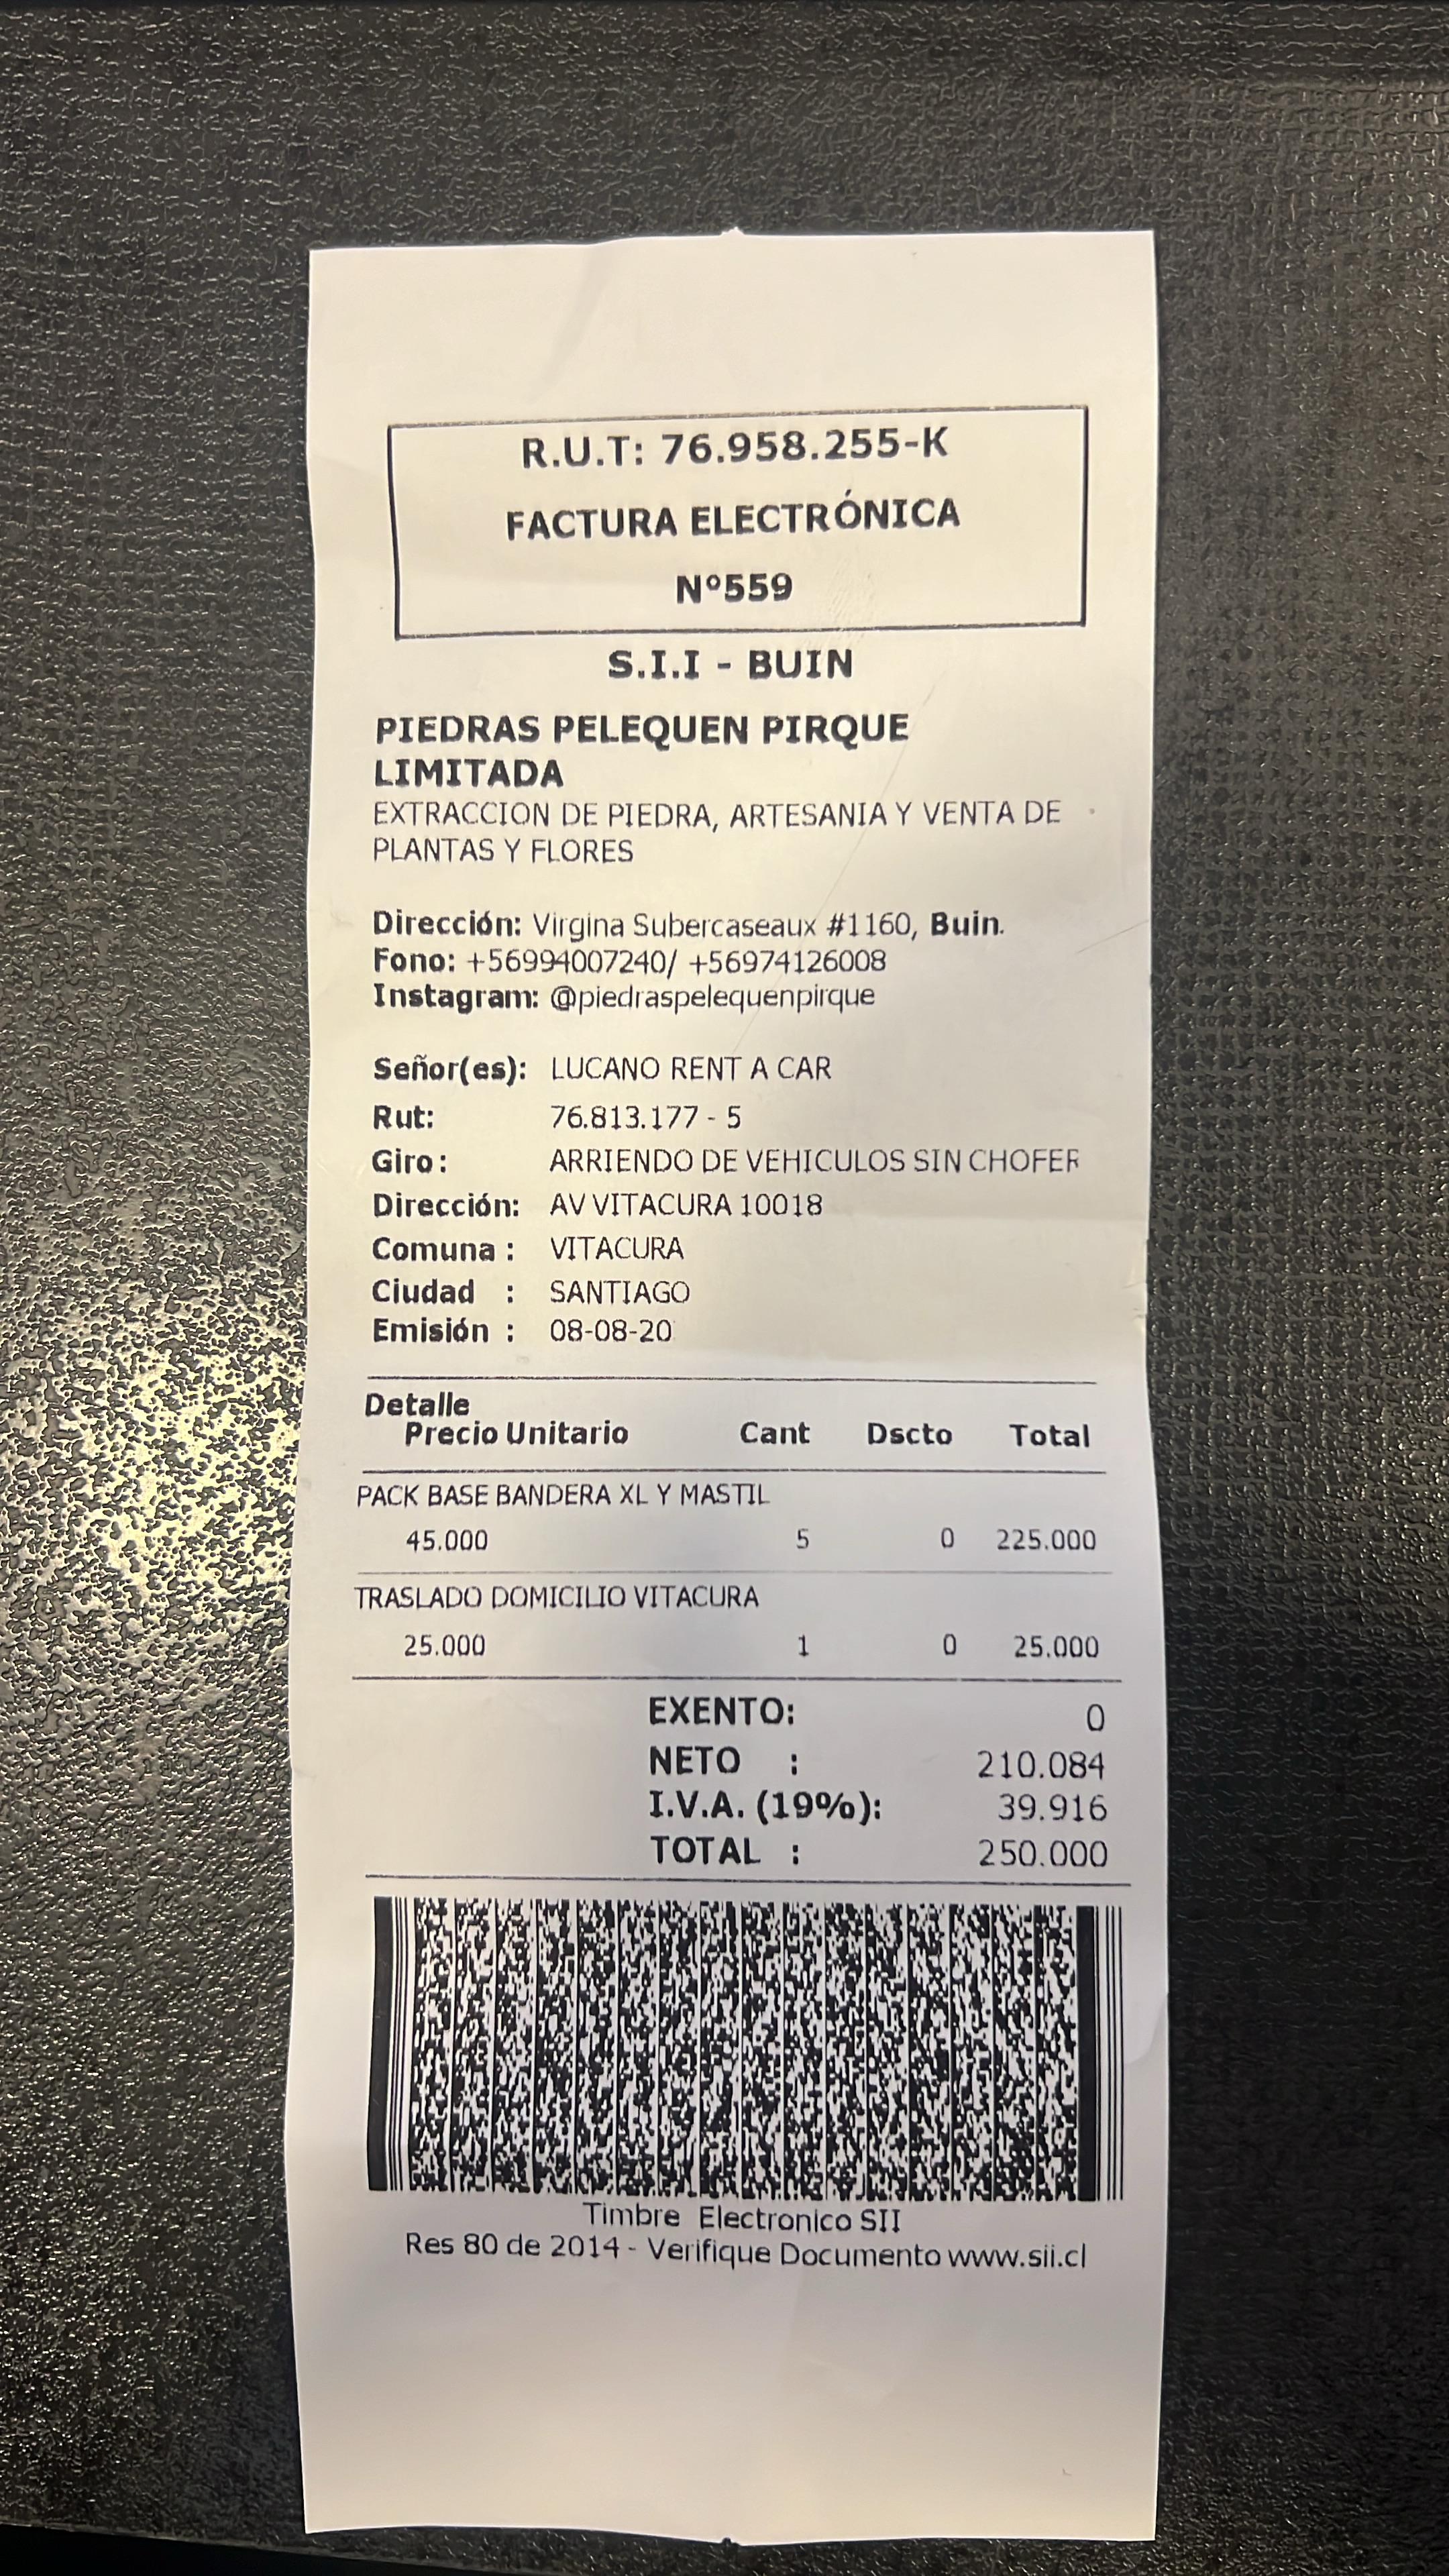 R.U.T: 76.958.255-K
FACTURA ELECTRÓNICA
Nº559
S.I.I - BUIN
PIEDRAS PELEQUEN PIRQUE
LIMITADA
EXTRACCION DE PIEDRA, ARTESANIA Y VENTA DE
PLANTAS Y FLORES
Dirección: Virgina Subercaseaux #1160, Buin.
Fono: +56994007240/ +56974126008
Instagram: @piedraspelequenpirque
Señor(es): LUCANO RENT A CAR
Rut: 76.813.177 - 5
Giro : ARRIENDO DE VEHICULOS SIN CHOFER
Dirección: AV VITACURA 10018
Comuna : VITACURA
Ciudad : SANTIAGO
Emisión : 08-08-20
Detalle
Precio Unitario Cant Dscto Total
PACK BASE BANDERA XL Y MASTIL
45.000 5 0 225.000
TRASLADO DOMICILIO VITACURA
25.000 1 0 25.000
EXENTO: 0
NETO : 210.084
I.V.A. (19%): 39.916
TOTAL : 250.000
Timbre Electronico SII
Res 80 de 2014 - Verifique Documento www.sii.cl